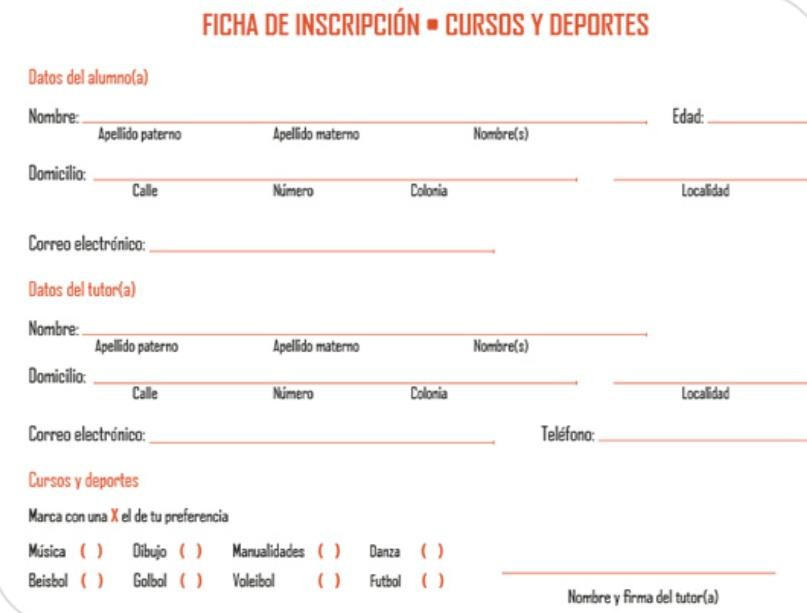 FICHA DE INSCRIPCIÓN ▪ CURSOS Y DEPORTES
Datos del alumno(a)
Nombre: Edad:
Apellido paterno Apellido materno Nombre(s)
Domicilio:
Calle Número Colonia Localidad
Correo electrónico:
Datos del tutor(a)
Nombre:
Apellido paterno Apellido materno Nombre(s)
Domicilio:
Calle Número Colonia Localidad
Correo electrónico: Teléfono:
Cursos y deportes
Marca con una X el de tu preferencia
Música ( ) Dibujo ( ) Manualidades ( ) Danza ( )
Beisbol ( ) Golbol ( ) Voleibol ( ) Futbol ( )
Nombre y firma del tutor(a)